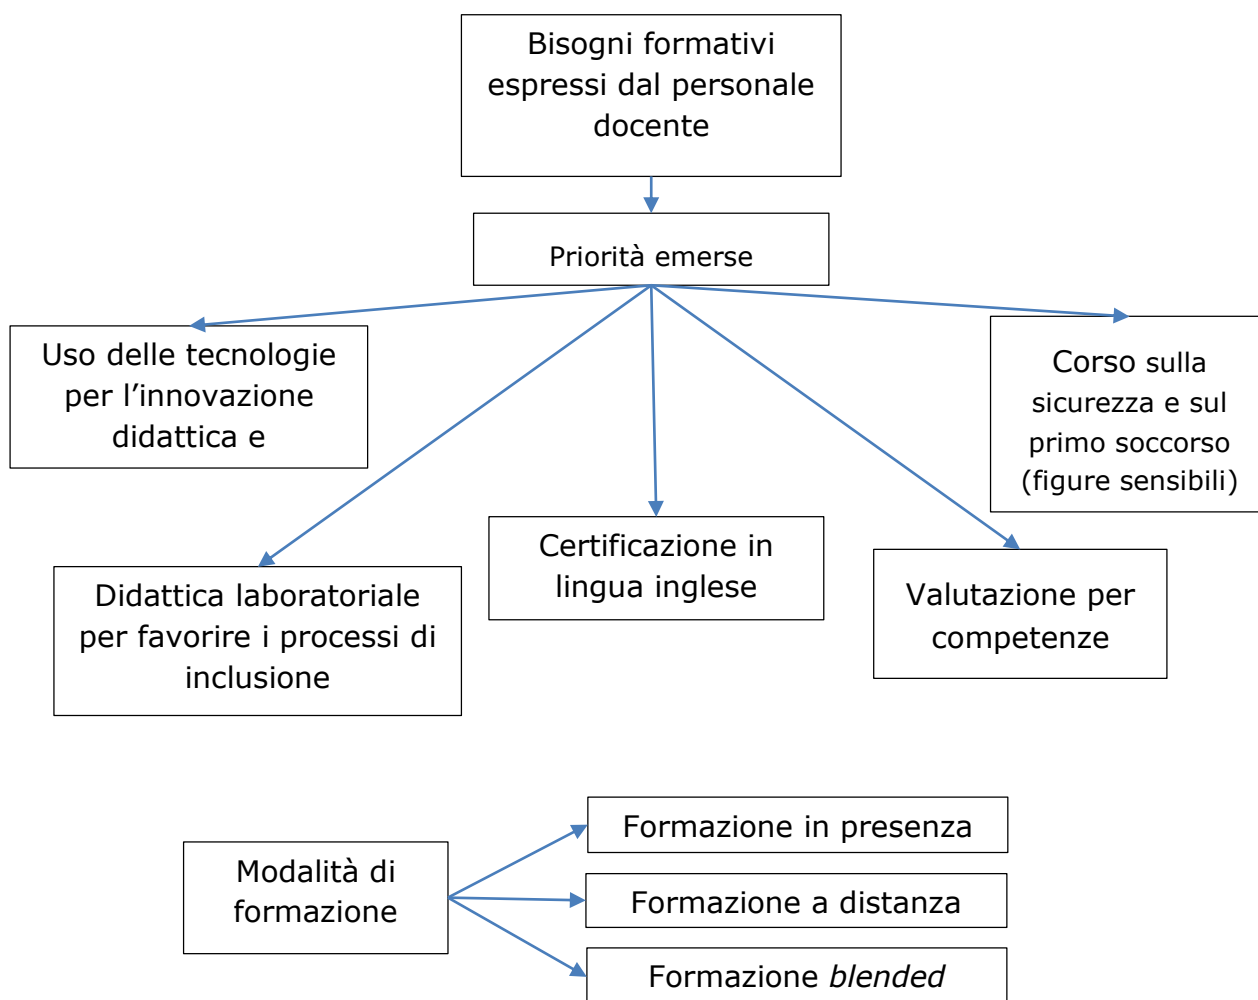 Bisogni formativi
espressi dal personale
docente
Priorità emerse
Uso delle tecnologie
per l’innovazione
didattica e
Corso sulla
sicurezza e sul
primo soccorso
(figure sensibili)
Certificazione in
lingua inglese
Didattica laboratoriale
per favorire i processi di
inclusione
Valutazione per
competenze
Modalità di
formazione
Formazione in presenza
Formazione a distanza
Formazione blended